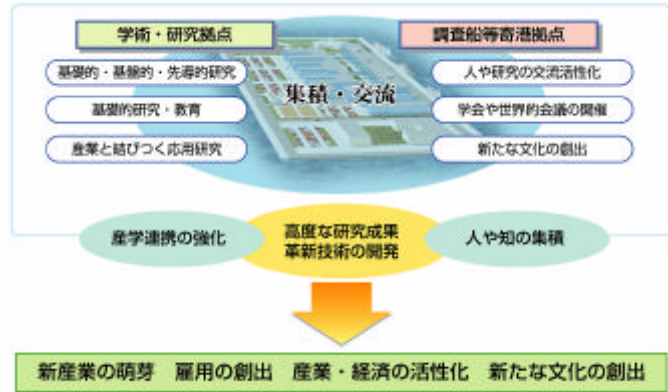 学術・研究拠点
調査船等寄港拠点
基礎的・基盤的・先導的研究
基礎的研究・教育
産業と結びつく応用研究
集積・交流
人や研究の交流活性化
学会や世界的会議の開催
新たな文化の創出
産学連携の強化
高度な研究成果
革新技術の開発
人や知の集積
新産業の萌芽　雇用の創出　産業・経済の活性化　新たな文化の創出